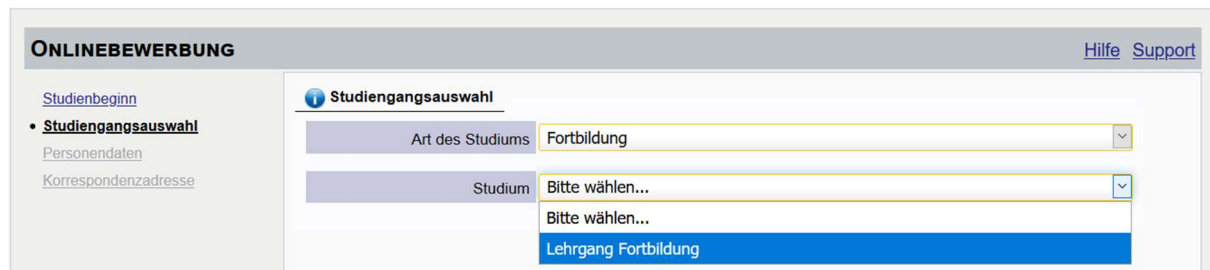 ONLINEBEWERBUNG
Hilfe Support
Studienbeginn
Studiengangsauswahl
Personendaten
Korrespondenzadresse
Studiengangsauswahl
Art des Studiums Fortbildung
Studium Bitte wählen...
Bitte wählen...
Lehrgang Fortbildung